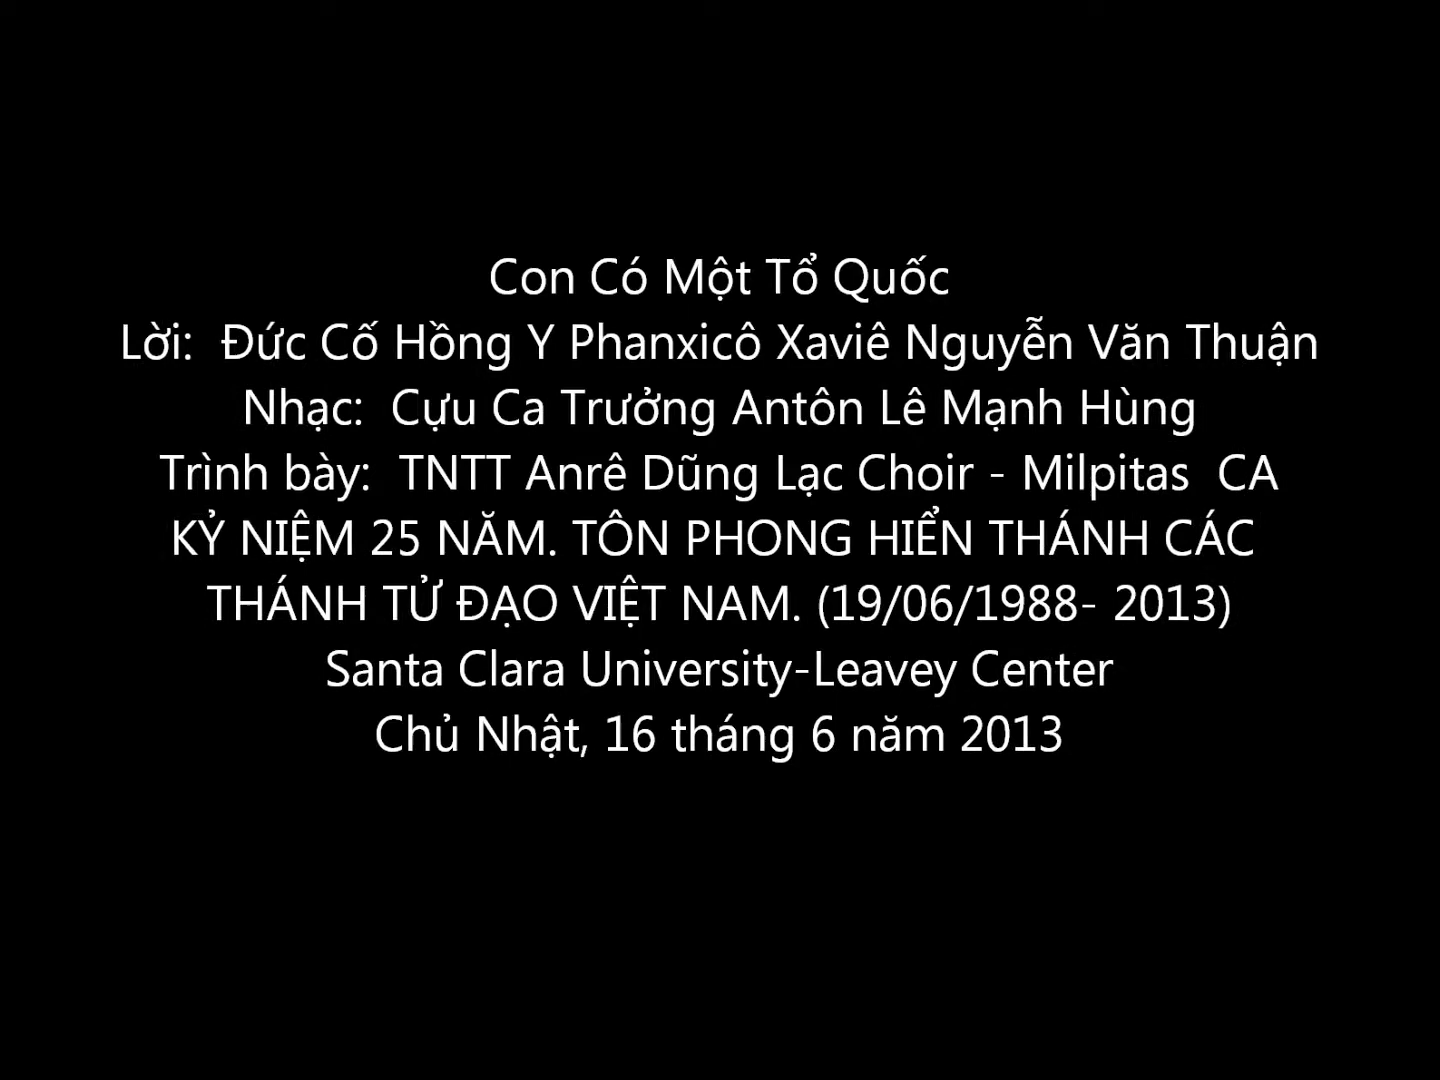 Con Có Một Tổ Quốc
Lời:  Đức Cố Hồng Y Phanxicô Xaviê Nguyễn Văn Thuận
Nhạc:  Cựu Ca Trưởng Antôn Lê Mạnh Hùng
Trình bày:  TNTT Anrê Dũng Lạc Choir - Milpitas  CA
KỶ NIỆM 25 NĂM. TÔN PHONG HIỂN THÁNH CÁC
THÁNH TỬ ĐẠO VIỆT NAM. (19/06/1988- 2013)
Santa Clara University-Leavey Center
Chủ Nhật, 16 tháng 6 năm 2013